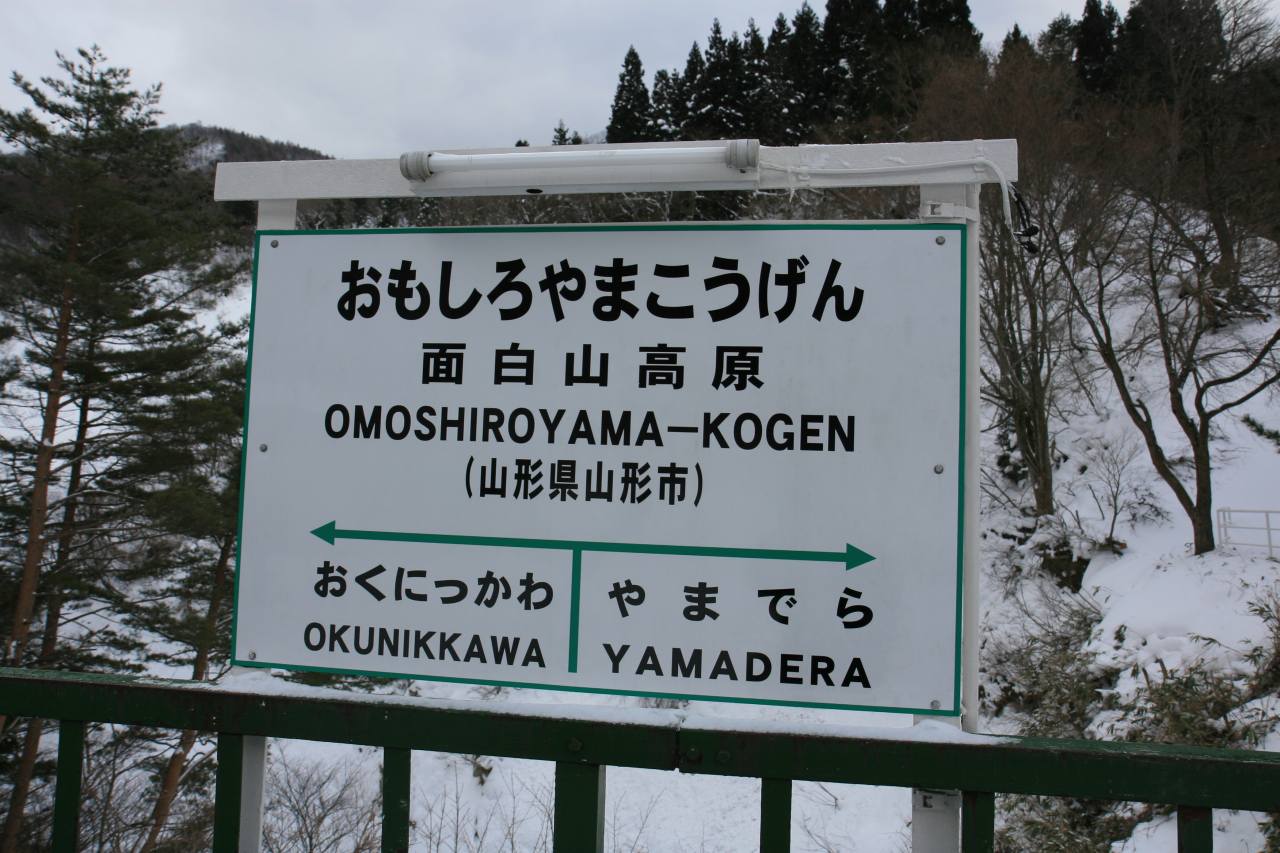 おもしろやまこうげん
面白山高原
OMOSHIROYAMA－KOGEN
(山形県山形市)
おくにっかわ
OKUNIKKAWA
やまでら
YAMADERA